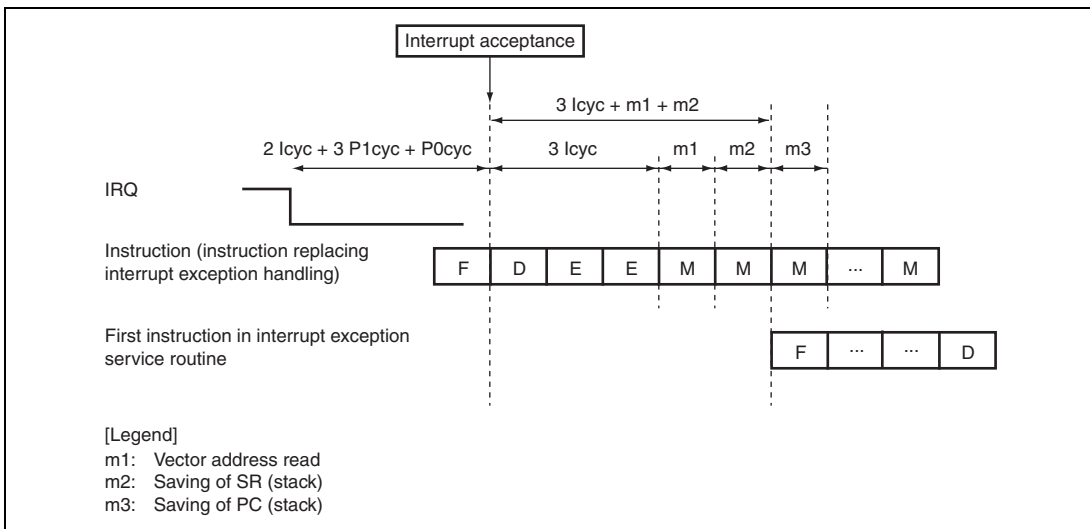 Interrupt acceptance
3 Icyc + m1 + m2
2 Icyc + 3 P1cyc + P0cyc
3 Icyc
m1
m2
m3
IRQ
Instruction (instruction replacing
interrupt exception handling)
F D E E M M M ... M
First instruction in interrupt exception
service routine
F ... ... D
[Legend]
m1: Vector address read
m2: Saving of SR (stack)
m3: Saving of PC (stack)